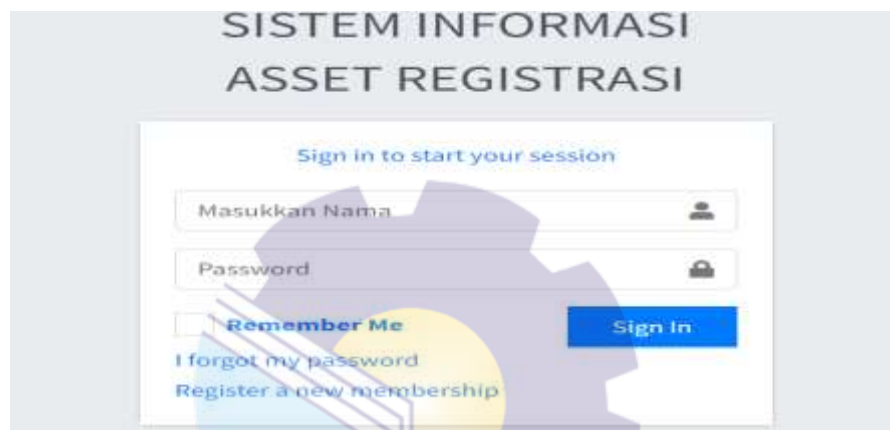 SISTEM INFORMASI
ASSET REGISTRASI
Sign in to start your session
Masukkan Nama
Password
Remember Me
Sign In
I forgot my password
Register a new membership